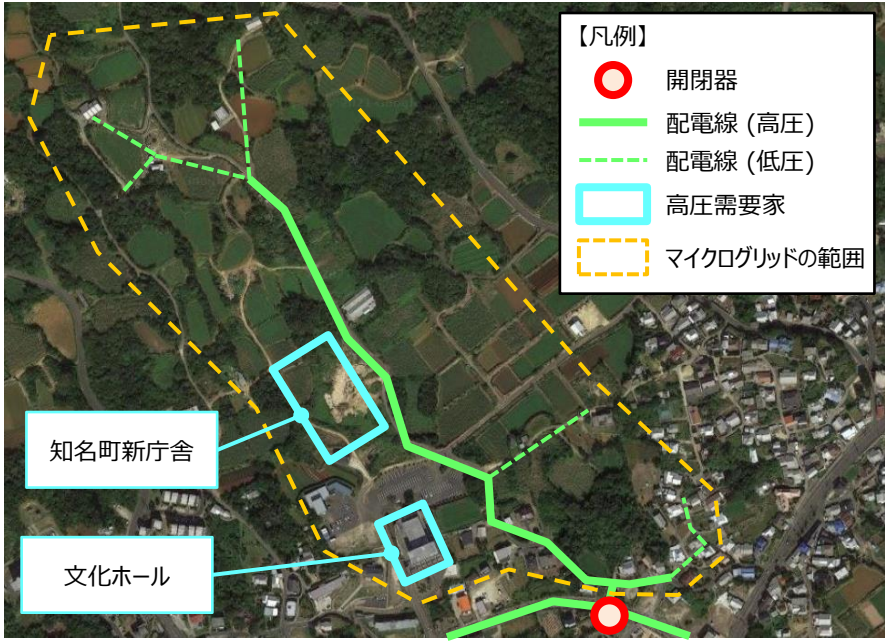 【凡例】
開閉器
配電線 (高圧)
配電線 (低圧)
高圧需要家
マイクログリッドの範囲
知名町新庁舎
文化ホール